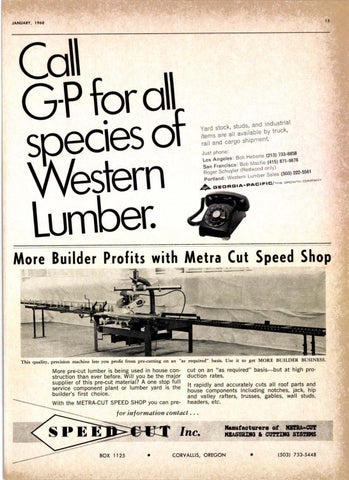 JANUARY, 1968
15
Call
G-P for all
species of
Western
Lumber.
Yard stock, studs, and industrial
items are all available by truck,
rail and cargo shipment.
Just phone:
Los Angeles: Bob Heberle (213) 733-6858
San Francisco: Bob Macfie (415) 871-9878
Roger Schuyler (Redwood only)
Portland: Western Lumber Sales (503) 222-5561
GEORGIA-PACIFIC / THE GROWTH COMPANY
More Builder Profits with Metra Cut Speed Shop
This quality, precision machine lets you profit from pre-cutting on an "as required" basis. Use it to get MORE BUILDER BUSINESS.
More pre-cut lumber is being used in house con-
struction than ever before. Will you be the major
supplier of this pre-cut material? A one stop full
service component plant or lumber yard is the
builder's first choice.
With the METRA-CUT SPEED SHOP you can pre-
cut on an "as required" basis—but at high pro-
duction rates.
It rapidly and accurately cuts all roof parts and
house components including notches, jack, hip
and valley rafters, trusses, gables, wall studs,
headers, etc.
for information contact . . .
SPEED CUT Inc.
Manufacturers of METRA-CUT
MEASURING & CUTTING SYSTEMS
BOX 1125 • CORVALLIS, OREGON • (503) 753-5448